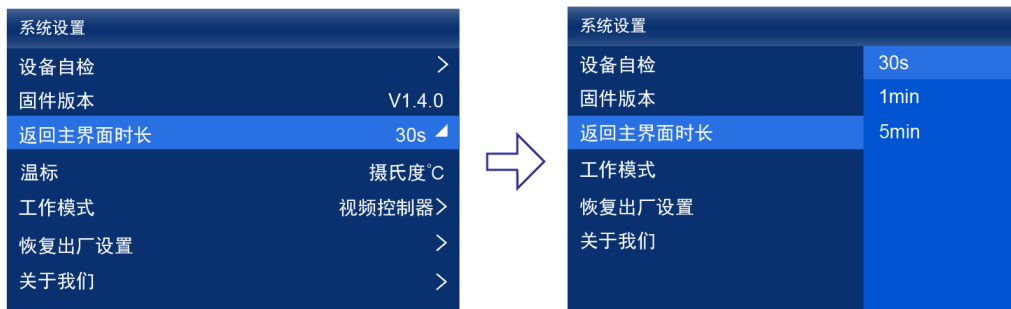 系统设置
设备自检 >
固件版本 V1.4.0
返回主界面时长 30s
温标 摄氏度°C
工作模式 视频控制器>
恢复出厂设置 >
关于我们 >
系统设置
设备自检 30s
固件版本 1min
返回主界面时长 5min
工作模式
恢复出厂设置
关于我们